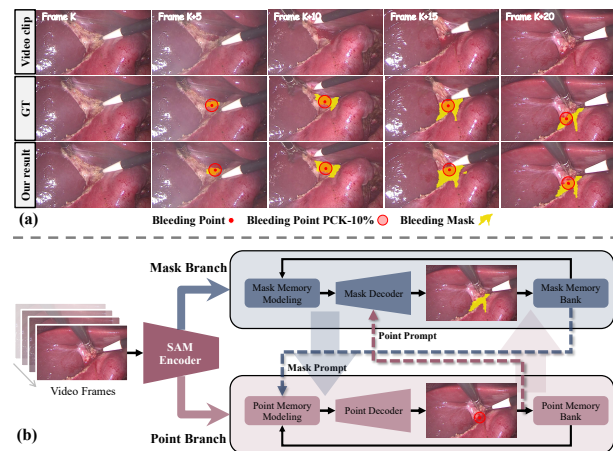 Frame K
Frame K+5
Frame K+10
Frame K+15
Frame K+20
Video clip
GT
Our result
(a)
Bleeding Point
Bleeding Point PCK-10%
Bleeding Mask
Mask Branch
Mask Memory
Modeling
Mask Decoder
Mask Memory
Bank
SAM
Encoder
Point Prompt
Mask Prompt
Video Frames
Point Memory
Modeling
Point Decoder
Point Memory
Bank
(b)
Point Branch